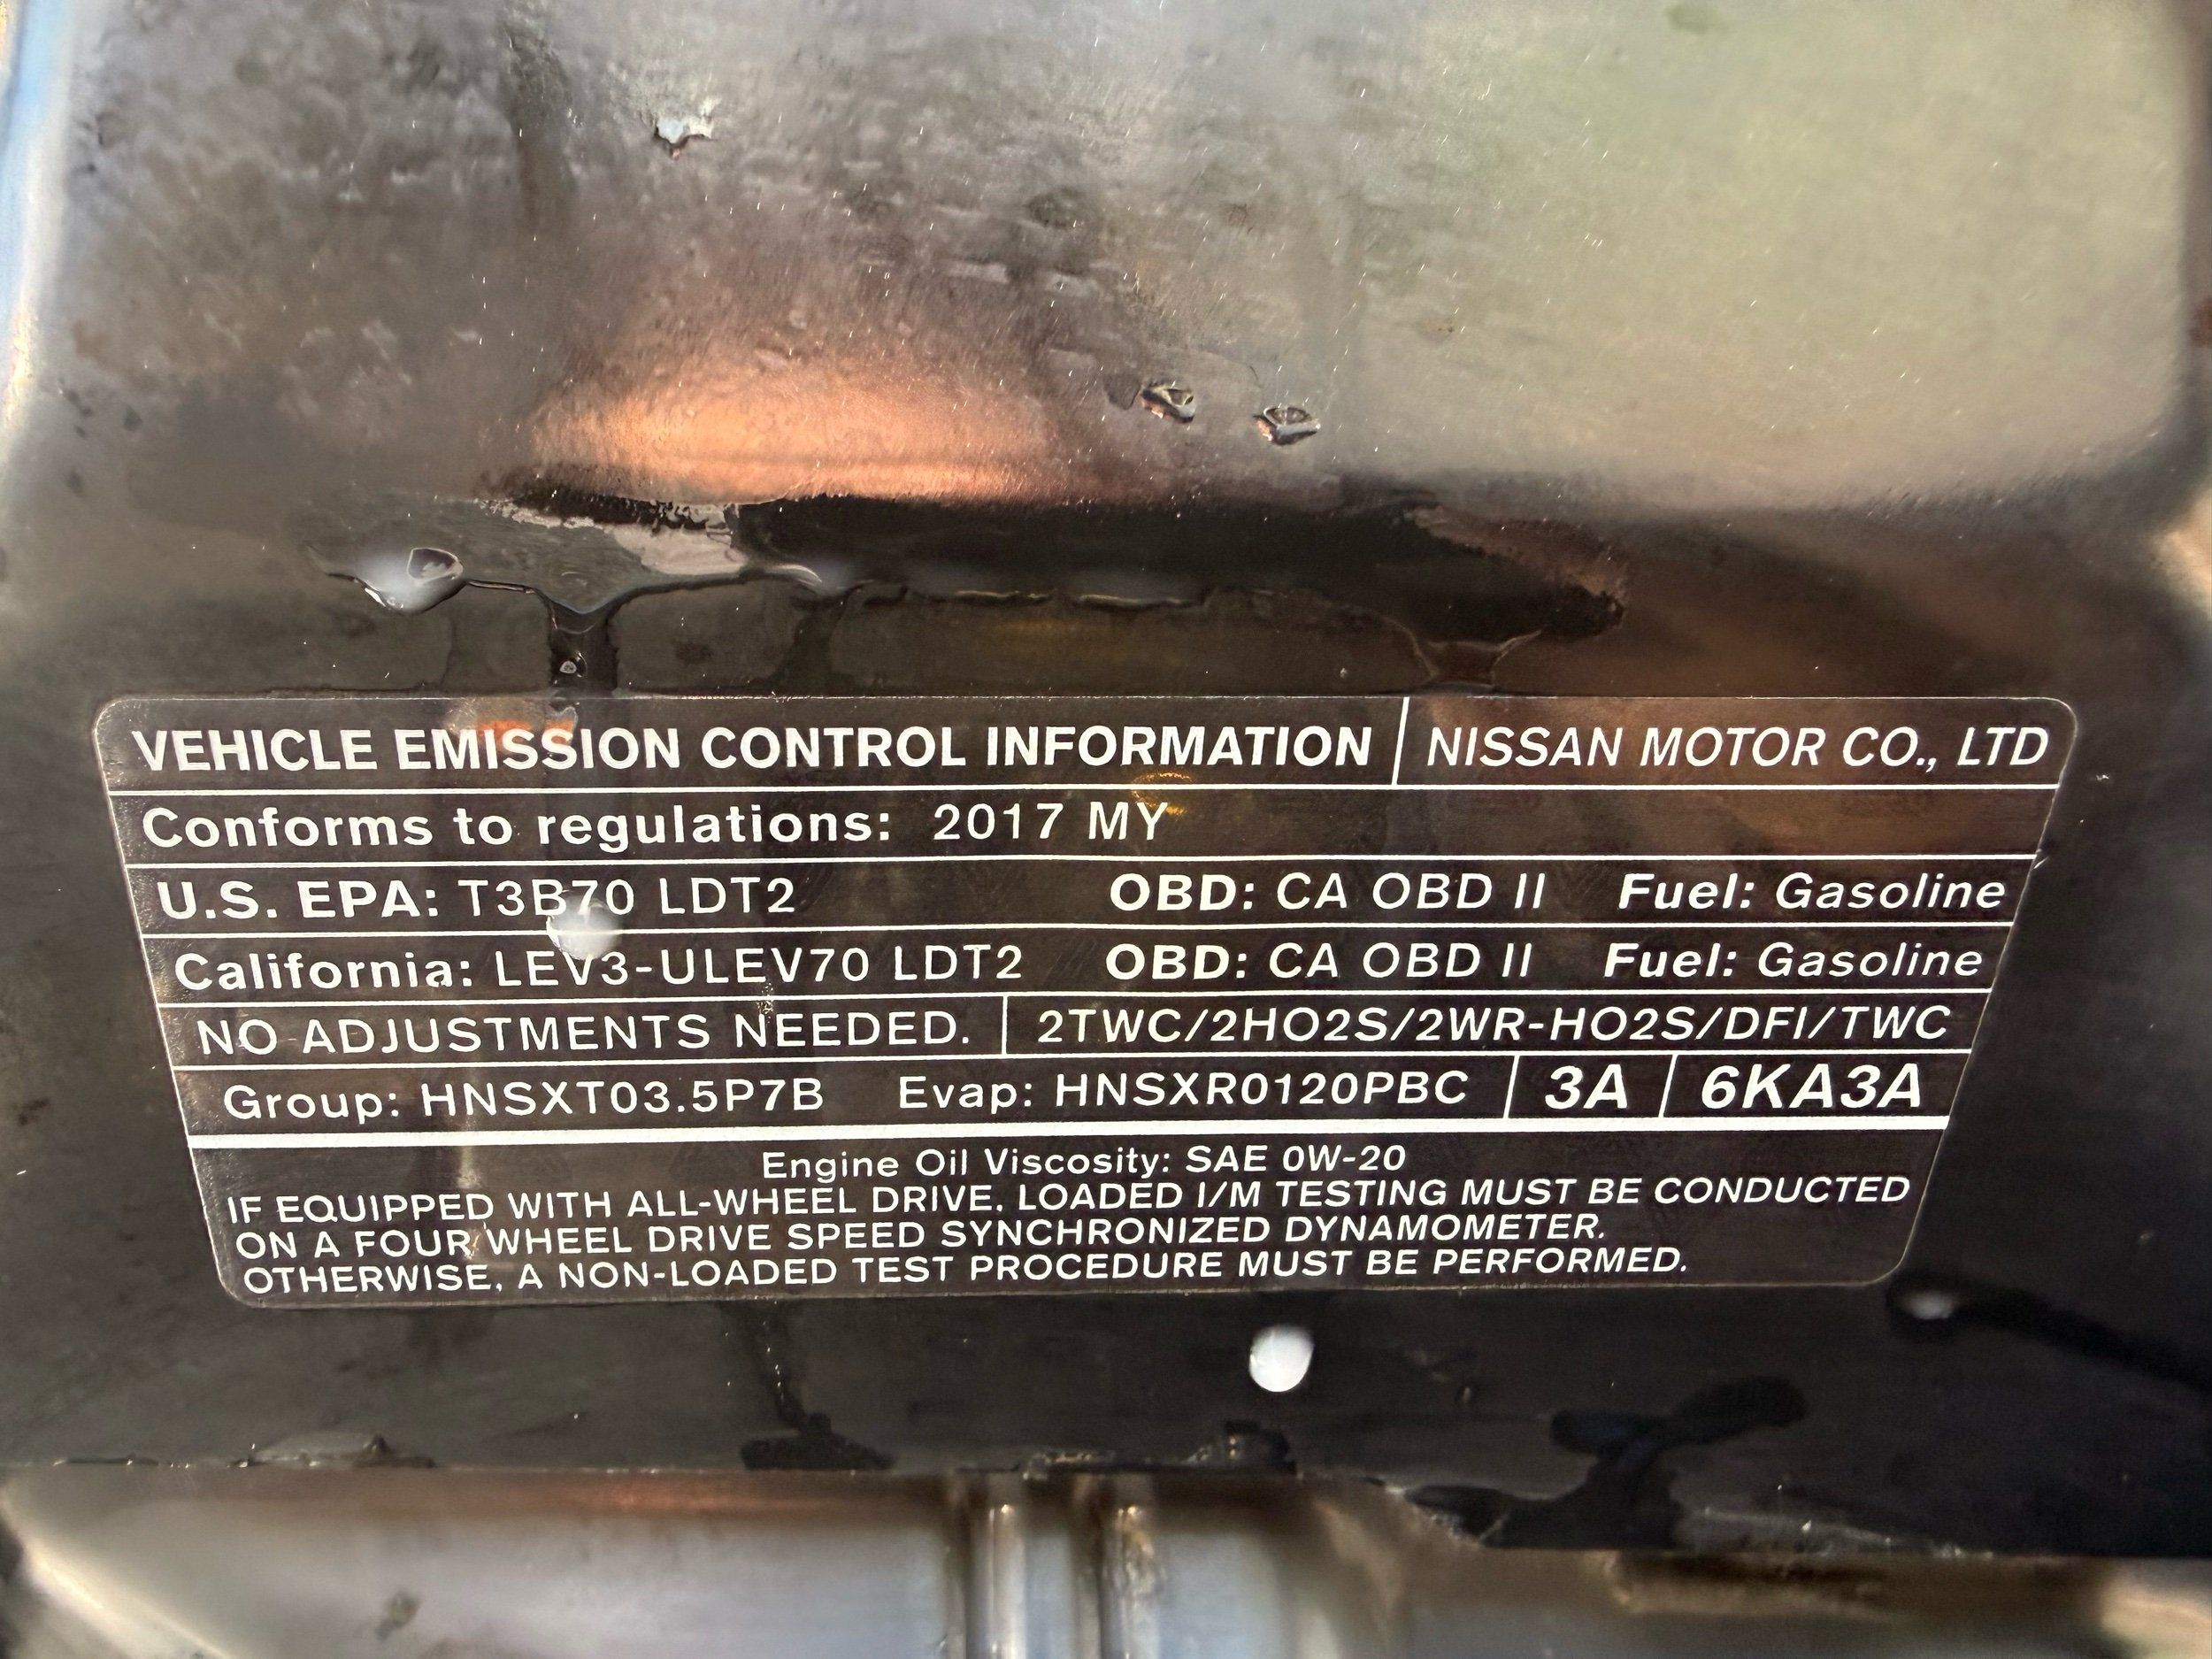 VEHICLE EMISSION CONTROL INFORMATION NISSAN MOTOR CO., LTD
Conforms to regulations: 2017 MY
U.S. EPA: T3B70 LDT2 OBD: CA OBD II Fuel: Gasoline
California: LEV3-ULEV70 LDT2 OBD: CA OBD II Fuel: Gasoline
NO ADJUSTMENTS NEEDED. 2TWC/2HO2S/2WR-HO2S/DFI/TWC
Group: HNSXT03.5P7B Evap: HNSXR0120PBC 3A 6KA3A
Engine Oil Viscosity: SAE 0W-20
IF EQUIPPED WITH ALL-WHEEL DRIVE, LOADED I/M TESTING MUST BE CONDUCTED
ON A FOUR WHEEL DRIVE SPEED SYNCHRONIZED DYNAMOMETER.
OTHERWISE, A NON-LOADED TEST PROCEDURE MUST BE PERFORMED.